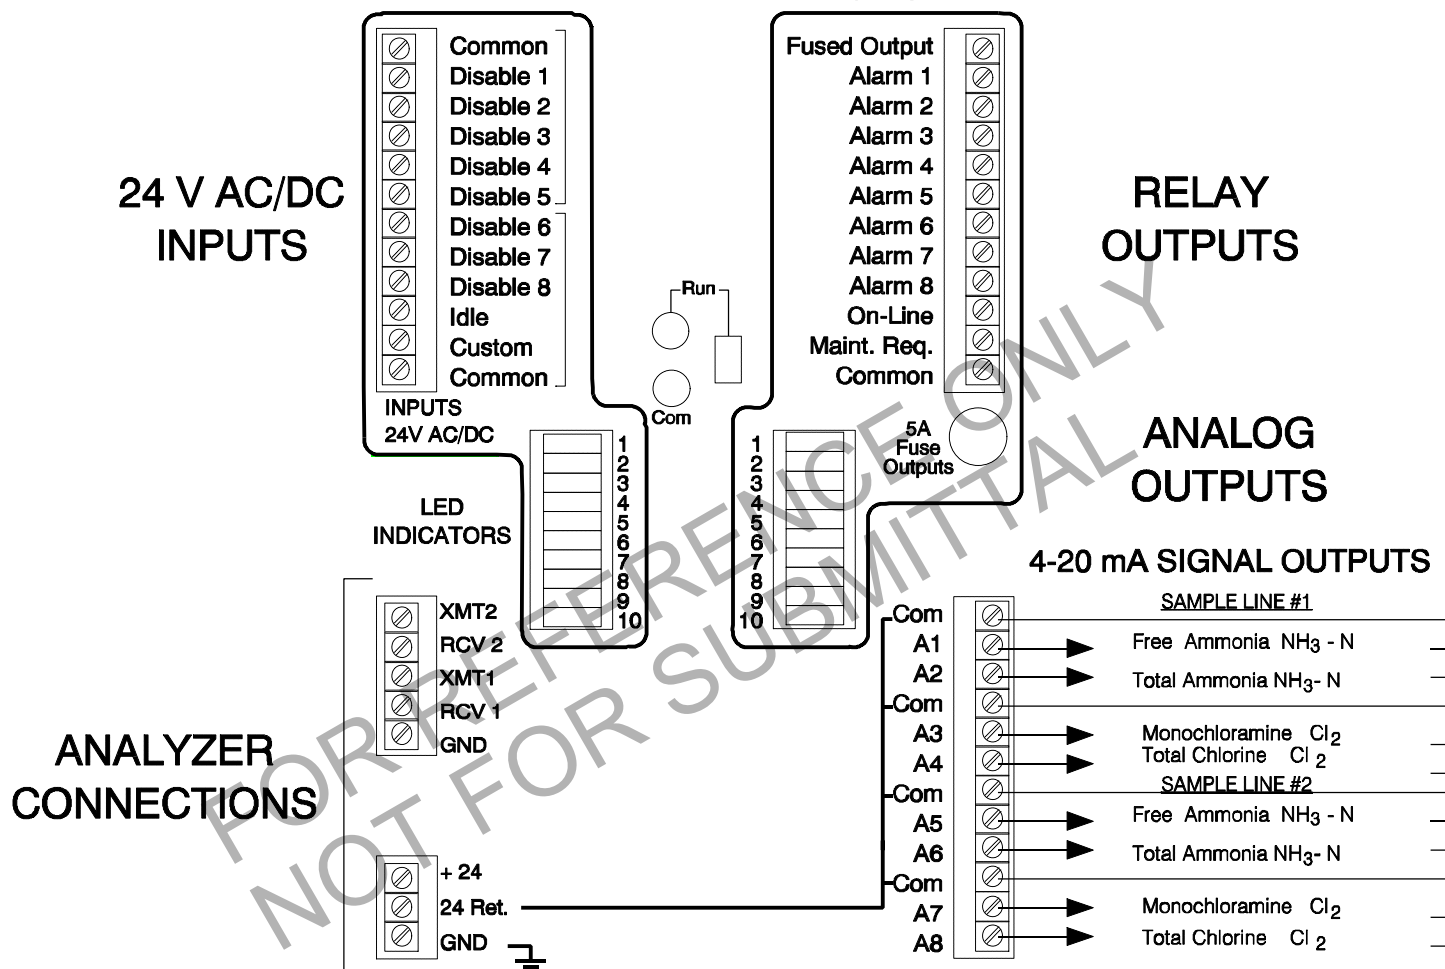 24 V AC/DC
INPUTS
Common
Disable 1
Disable 2
Disable 3
Disable 4
Disable 5
Disable 6
Disable 7
Disable 8
Idle
Custom
Common
INPUTS
24V AC/DC
Run
Com
Fused Output
Alarm 1
Alarm 2
Alarm 3
Alarm 4
Alarm 5
Alarm 6
Alarm 7
Alarm 8
On-Line
Maint. Req.
Common
5A
Fuse
Outputs
RELAY
OUTPUTS
LED
INDICATORS
1
2
3
4
5
6
7
8
9
10
1
2
3
4
5
6
7
8
9
10
ANALOG
OUTPUTS
4-20 mA SIGNAL OUTPUTS
ANALYZER
CONNECTIONS
XMT2
RCV 2
XMT1
RCV 1
GND
+ 24
24 Ret.
GND
Com
A1
A2
Com
A3
A4
Com
A5
A6
Com
A7
A8
SAMPLE LINE #1
Free Ammonia NH3 - N
Total Ammonia NH3- N
Monochloramine Cl2
Total Chlorine Cl 2
SAMPLE LINE #2
Free Ammonia NH3 - N
Total Ammonia NH3- N
Monochloramine Cl2
Total Chlorine Cl 2
FOR REFERENCE ONLY
NOT FOR SUBMITTAL